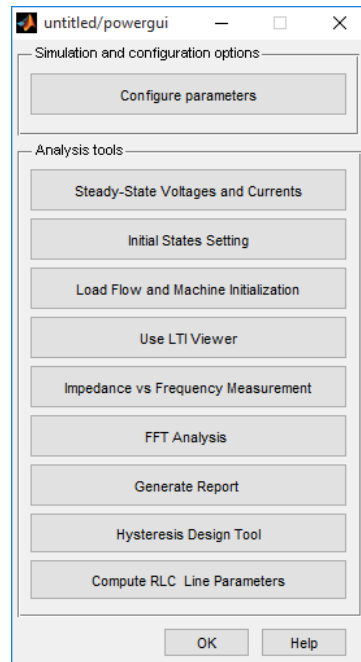 untitled/powergui
Simulation and configuration options
Configure parameters
Analysis tools
Steady-State Voltages and Currents
Initial States Setting
Load Flow and Machine Initialization
Use LTI Viewer
Impedance vs Frequency Measurement
FFT Analysis
Generate Report
Hysteresis Design Tool
Compute RLC Line Parameters
OK Help